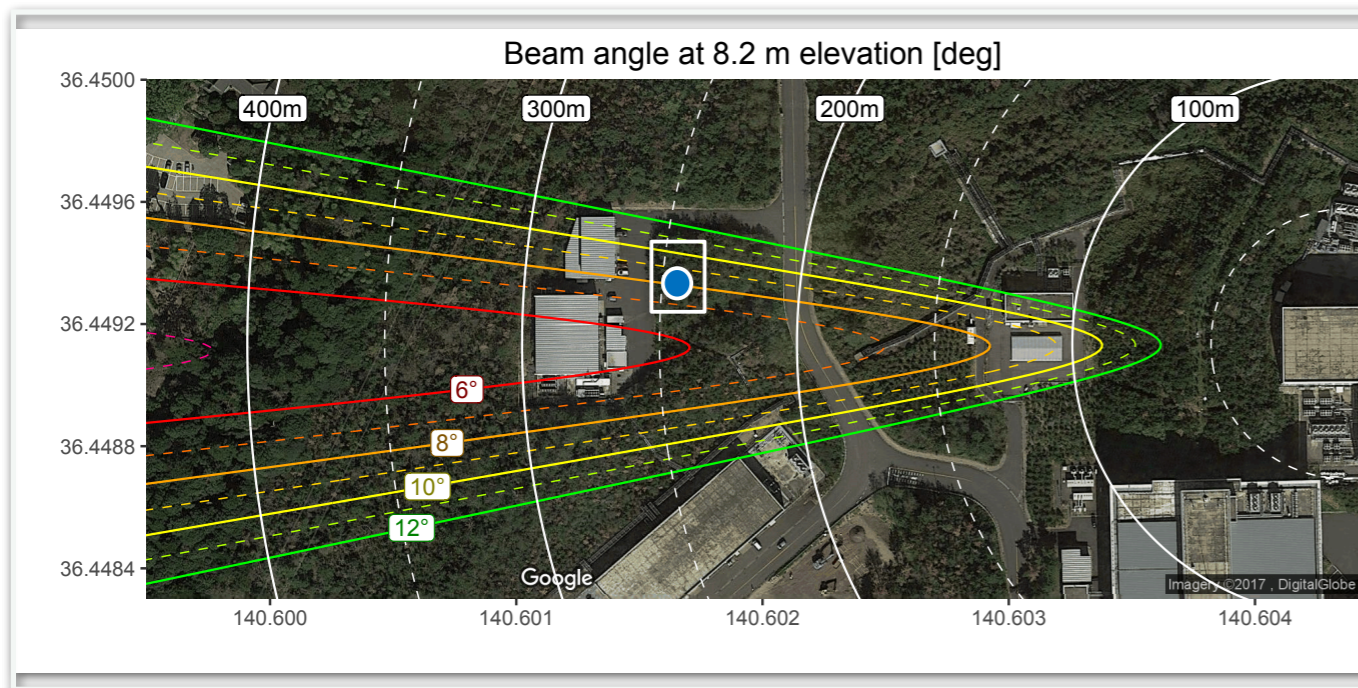 Beam angle at 8.2 m elevation [deg]
36.4500
36.4496
36.4492
36.4488
36.4484
400m
300m
200m
100m
6°
8°
10°
12°
Google
Imagery ©2017 , DigitalGlobe
140.600
140.601
140.602
140.603
140.604